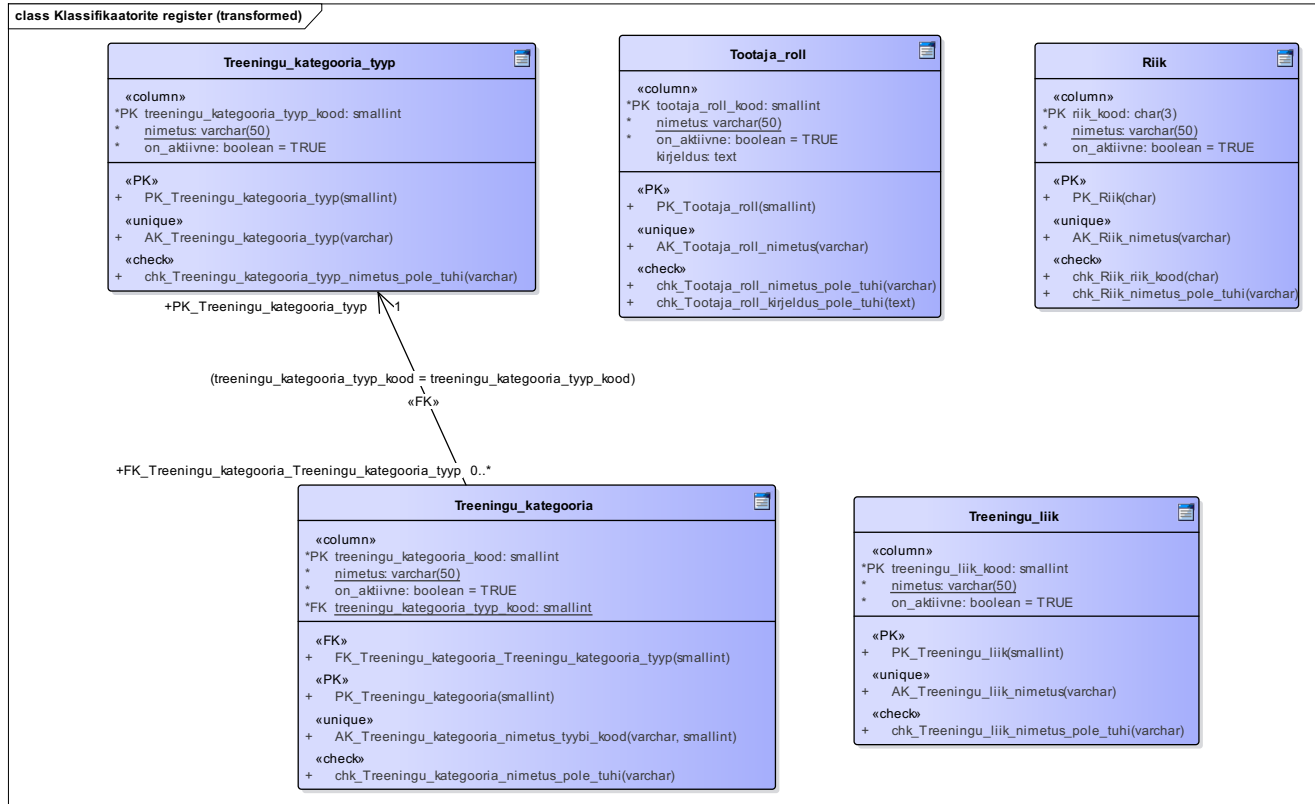 class Klassifikaatorite register (transformed)
Treeningu_kategooria_tyyp
«column»
*PK treeningu_kategooria_tyyp_kood: smallint
* nimetus: varchar(50)
* on_aktiivne: boolean = TRUE
«PK»
+ PK_Treeningu_kategooria_tyyp(smallint)
«unique»
+ AK_Treeningu_kategooria_tyyp(varchar)
«check»
+ chk_Treeningu_kategooria_tyyp_nimetus_pole_tuhi(varchar)
Tootaja_roll
«column»
*PK tootaja_roll_kood: smallint
* nimetus: varchar(50)
* on_aktiivne: boolean = TRUE
kirjeldus: text
«PK»
+ PK_Tootaja_roll(smallint)
«unique»
+ AK_Tootaja_roll_nimetus(varchar)
«check»
+ chk_Tootaja_roll_nimetus_pole_tuhi(varchar)
+ chk_Tootaja_roll_kirjeldus_pole_tuhi(text)
Riik
«column»
*PK riik_kood: char(3)
* nimetus: varchar(50)
* on_aktiivne: boolean = TRUE
«PK»
+ PK_Riik(char)
«unique»
+ AK_Riik_nimetus(varchar)
«check»
+ chk_Riik_riik_kood(char)
+ chk_Riik_nimetus_pole_tuhi(varchar)
+PK_Treeningu_kategooria_tyyp 1
(treeningu_kategooria_tyyp_kood = treeningu_kategooria_tyyp_kood)
«FK»
+FK_Treeningu_kategooria_Treeningu_kategooria_tyyp 0..*
Treeningu_kategooria
«column»
*PK treeningu_kategooria_kood: smallint
* nimetus: varchar(50)
* on_aktiivne: boolean = TRUE
*FK treeningu_kategooria_tyyp_kood: smallint
«FK»
+ FK_Treeningu_kategooria_Treeningu_kategooria_tyyp(smallint)
«PK»
+ PK_Treeningu_kategooria(smallint)
«unique»
+ AK_Treeningu_kategooria_nimetus_tyybi_kood(varchar, smallint)
«check»
+ chk_Treeningu_kategooria_nimetus_pole_tuhi(varchar)
Treeningu_liik
«column»
*PK treeningu_liik_kood: smallint
* nimetus: varchar(50)
* on_aktiivne: boolean = TRUE
«PK»
+ PK_Treeningu_liik(smallint)
«unique»
+ AK_Treeningu_liik_nimetus(varchar)
«check»
+ chk_Treeningu_liik_nimetus_pole_tuhi(varchar)